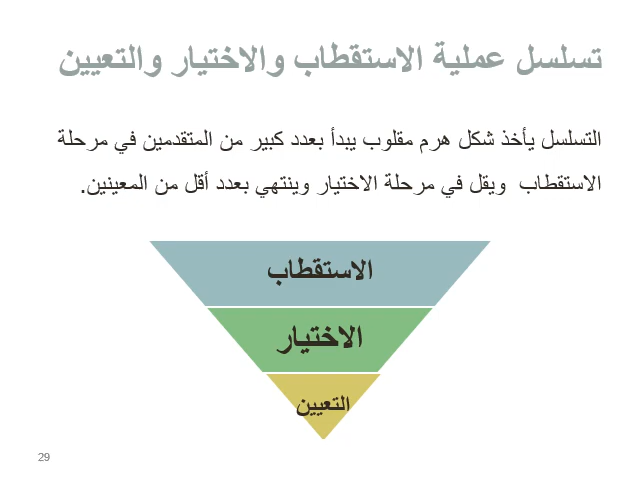 تسلسل عملية الاستقطاب والاختيار والتعيين
التسلسل يأخذ شكل هرم مقلوب يبدأ بعدد كبير من المتقدمين في مرحلة
الاستقطاب ويقل في مرحلة الاختيار وينتهي بعدد أقل من المعينين.
الاستقطاب
الاختيار
التعيين
29